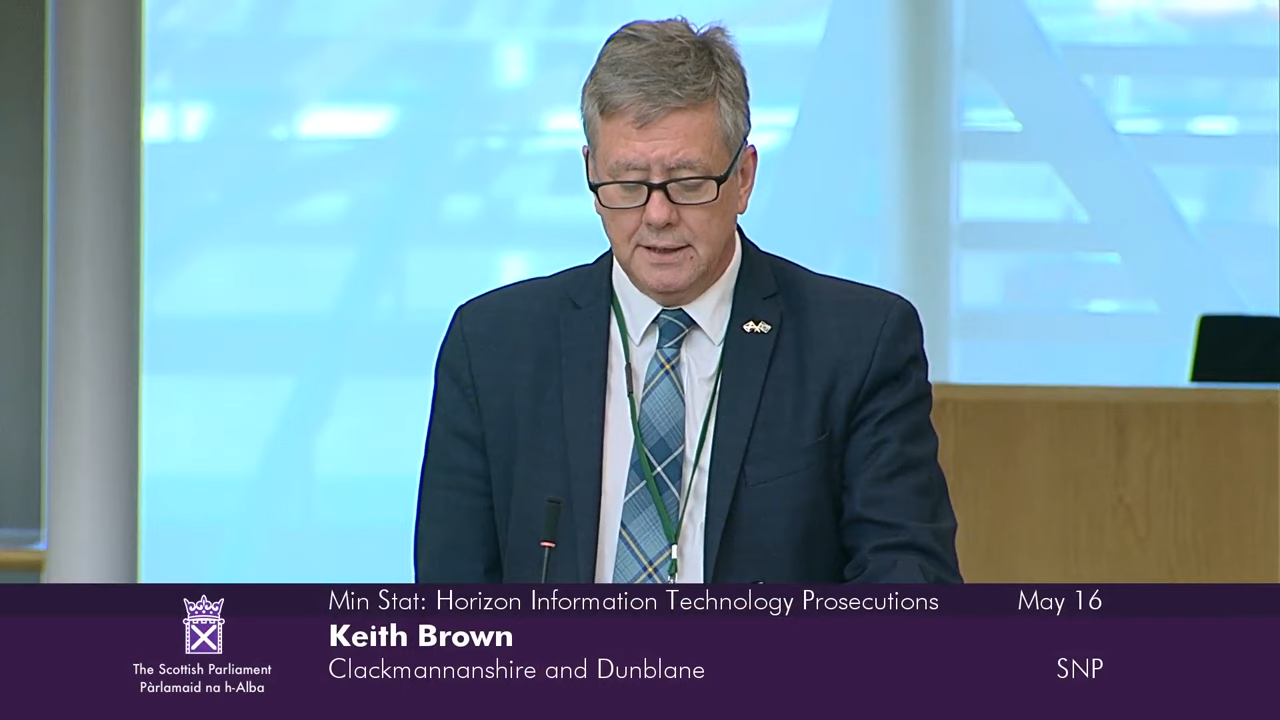 Min Stat: Horizon Information Technology Prosecutions May 16
Keith Brown
Clackmannanshire and Dunblane SNP
The Scottish Parliament
Pàrlamaid na h-Alba